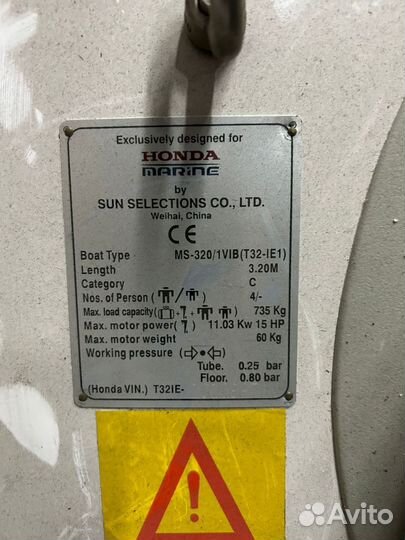 Exclusively designed for
HONDA
MARINE
by
SUN SELECTIONS CO., LTD.
Weihai, China
CE
Boat Type MS-320/1VIB(T32-IE1)
Length 3.20M
Category C
Nos. of Person ( / ) 4/-
Max. load capacity( + + ) 735 Kg
Max. motor power( ) 11.03 Kw 15 HP
Max. motor weight 60 Kg
Working pressure ( )
Tube. 0.25 bar
Floor. 0.80 bar
(Honda VIN.) T32IE-
!
Avito